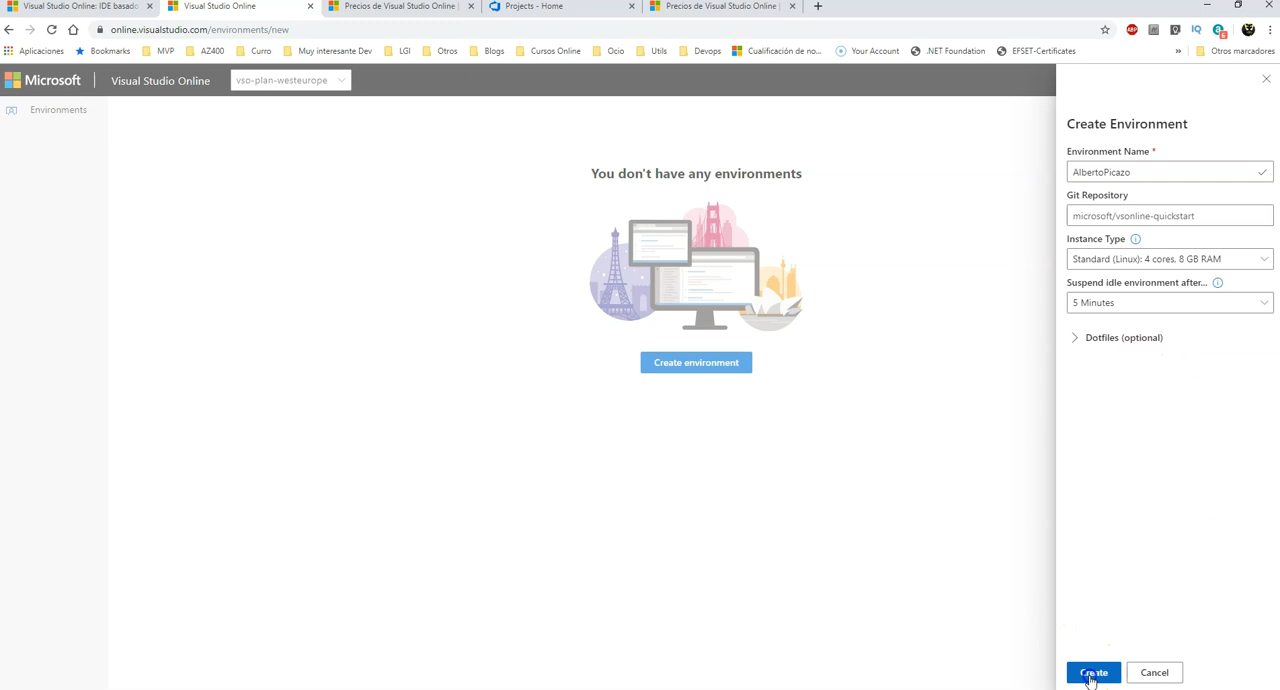 Visual Studio Online: IDE basado
Visual Studio Online
Precios de Visual Studio Online |
Projects - Home
Precios de Visual Studio Online |
online.visualstudio.com/environments/new
ABP
IQ
6
Aplicaciones
Bookmarks
MVP
AZ400
Curro
Muy interesante Dev
LGI
Otros
Blogs
Cursos Online
Ocio
Utils
Devops
Cualificación de no...
Your Account
.NET Foundation
EFSET-Certificates
»
Otros marcadores
Microsoft
Visual Studio Online
vso-plan-westeurope
Environments
You don't have any environments
Create environment
Create Environment
Environment Name *
AlbertoPicazo
Git Repository
microsoft/vsonline-quickstart
Instance Type
Standard (Linux): 4 cores, 8 GB RAM
Suspend idle environment after...
5 Minutes
Dotfiles (optional)
Create
Cancel